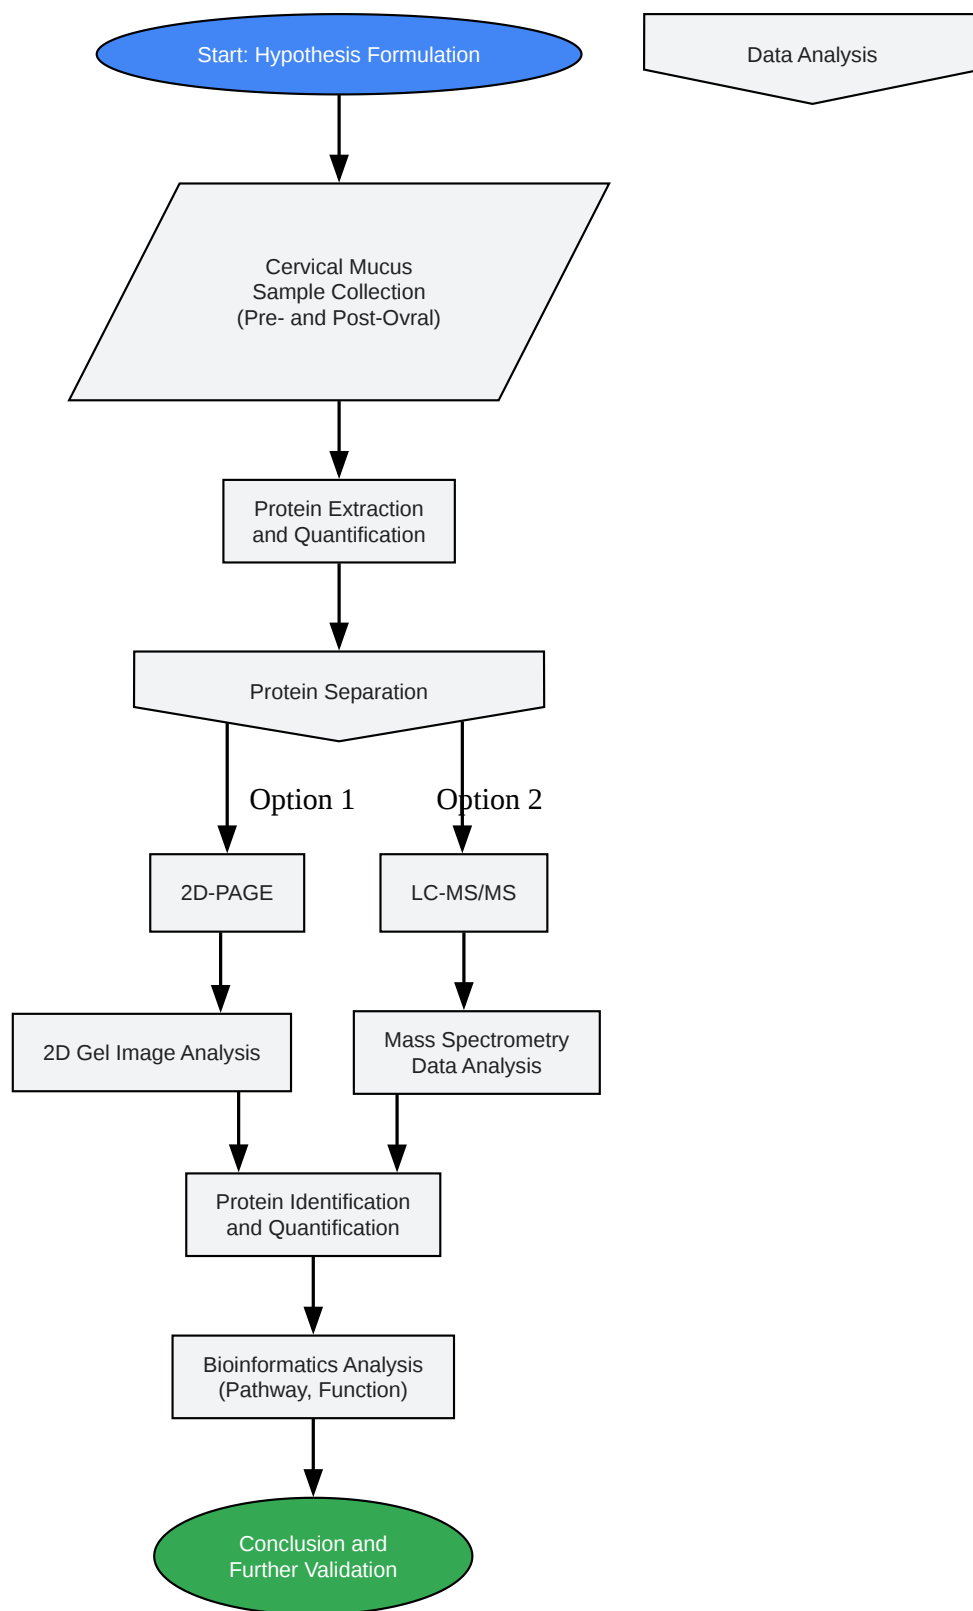 Start: Hypothesis Formulation
Data Analysis
Cervical Mucus
Sample Collection
(Pre- and Post-Ovral)
Protein Extraction
and Quantification
Protein Separation
Option 1
Option 2
2D-PAGE
LC-MS/MS
2D Gel Image Analysis
Mass Spectrometry
Data Analysis
Protein Identification
and Quantification
Bioinformatics Analysis
(Pathway, Function)
Conclusion and
Further Validation